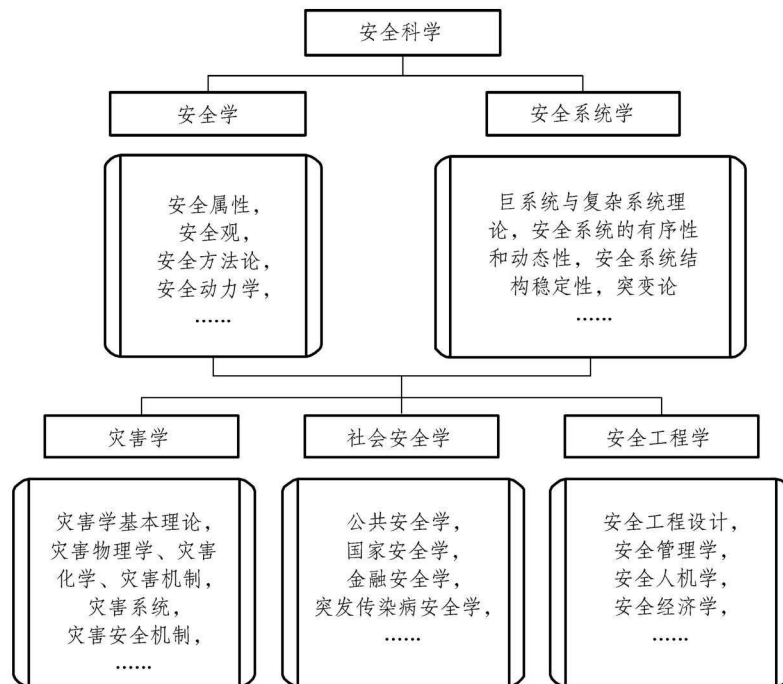 安全科学
安全学
安全系统学
安全属性，
安全观，
安全方法论，
安全动力学，
……
巨系统与复杂系统理
论，安全系统的有序性
和动态性，安全系统结
构稳定性，突变论
……
灾害学
社会安全学
安全工程学
灾害学基本理论，
灾害物理学、灾害
化学、灾害机制，
灾害系统，
灾害安全机制，
……
公共安全学，
国家安全学，
金融安全学，
突发传染病安全学，
……
安全工程设计，
安全管理学，
安全人机学，
安全经济学，
……